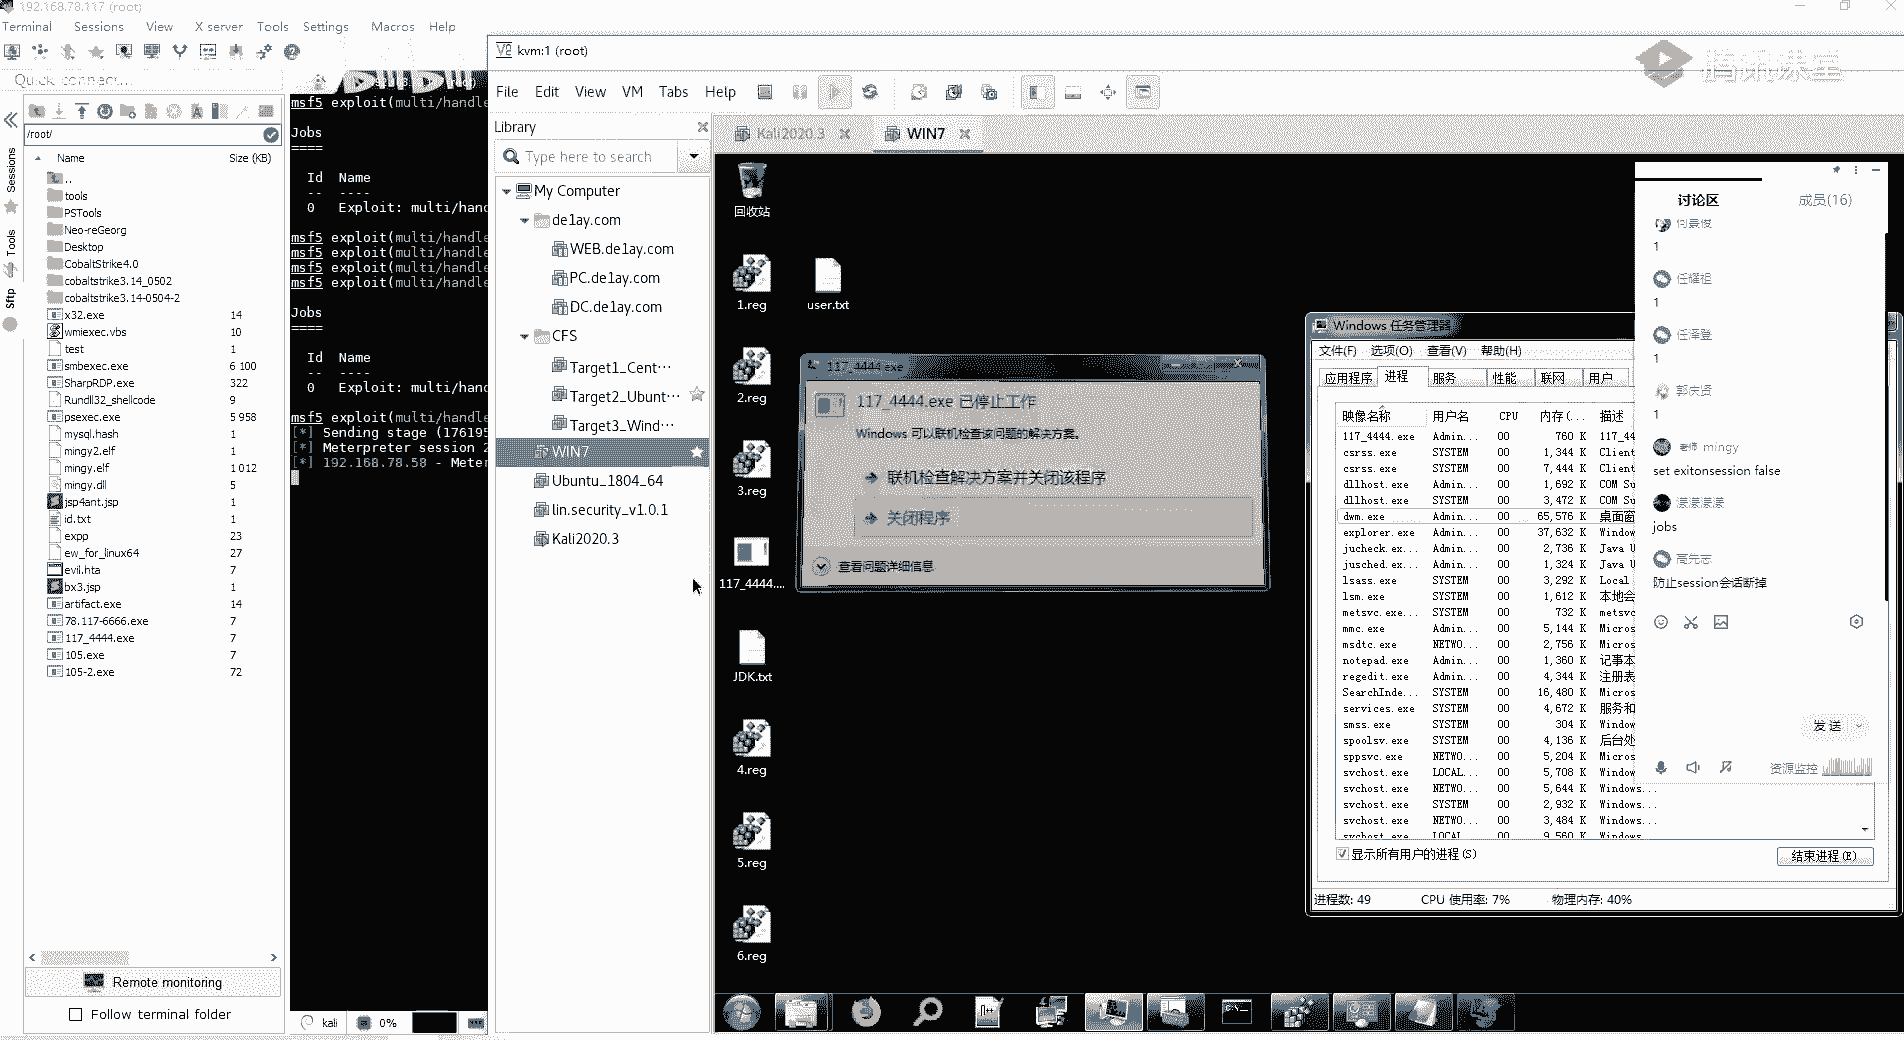 192.168.78.117 (root)
Terminal Sessions View X server Tools Settings Macros Help
Quick connect...
/root/
Name Size (KB)
..
tools
PSTools
Neo-reGeorg
Desktop
CobaltStrike4.0
cobaltstrike3.14_0502
cobaltstrike3.14-0504-2
x32.exe 14
wmiexec.vbs 10
test 1
smbexec.exe 6 100
SharpRDP.exe 322
Rundll32_shellcode 9
psexec.exe 5 958
mysql.hash 1
mingy2.elf 1
mingy.elf 1 012
mingy.dll 5
jsp4ant.jsp 1
id.txt 1
expp 23
ew_for_linux64 27
evil.hta 7
bx3.jsp 1
artifact.exe 14
78.117-6666.exe 7
117_4444.exe 7
105.exe 7
105-2.exe 72
Remote monitoring
Follow terminal folder
Sessions
Tools
Sftp
msf5 exploit(multi/handle
Jobs
====
Id Name
-- ----
0 Exploit: multi/hand
msf5 exploit(multi/handle
msf5 exploit(multi/handle
msf5 exploit(multi/handle
msf5 exploit(multi/handle
Jobs
====
Id Name
-- ----
0 Exploit: multi/hand
msf5 exploit(multi/handle
[*] Sending stage (176195
[*] Meterpreter session 2
[*] 192.168.78.58 - Meter
kali 0%
kvm:1 (root)
File Edit View VM Tabs Help
Library
Type here to search
My Computer
de1ay.com
WEB.de1ay.com
PC.de1ay.com
DC.de1ay.com
CFS
Target1_Cent···
Target2_Ubunt···
Target3_Wind···
WIN7
Ubuntu_1804_64
lin.security_v1.0.1
Kali2020.3
Kali2020.3
WIN7
回收站
1.reg
user.txt
2.reg
3.reg
117_4444....
JDK.txt
4.reg
5.reg
6.reg
117_4444.exe
117_4444.exe 已停止工作
Windows 可以联机检查该问题的解决方案。
联机检查解决方案并关闭该程序
关闭程序
查看问题详细信息
Windows 任务管理器
文件(F) 选项(O) 查看(V) 帮助(H)
应用程序 进程 服务 性能 联网 用户
映像名称 用户名 CPU 内存(... 描述
117_4444.exe Admin... 00 760 K 117_44
csrss.exe SYSTEM 00 1,344 K Client
csrss.exe SYSTEM 00 7,444 K Client
dllhost.exe Admin... 00 1,692 K COM Su
dllhost.exe SYSTEM 00 3,472 K COM Su
dwm.exe Admin... 00 65,576 K 桌面窗
explorer.exe Admin... 00 37,632 K Window
jucheck.ex... Admin... 00 2,736 K Java U
jusched.ex... Admin... 00 1,324 K Java U
lsass.exe SYSTEM 00 3,292 K Local
lsm.exe SYSTEM 00 1,612 K 本地会
metsvc.exe... SYSTEM 00 732 K metsvc
mmc.exe Admin... 00 5,144 K Micros
msdtc.exe NETWO... 00 2,756 K Micros
notepad.exe Admin... 00 1,360 K 记事本
regedit.exe Admin... 00 4,344 K 注册表
SearchInde... SYSTEM 00 16,480 K Micros
services.exe SYSTEM 00 4,672 K 服务和
smss.exe SYSTEM 00 304 K Window
spoolsv.exe SYSTEM 00 4,136 K 后台处
sppsvc.exe NETWO... 00 5,204 K Micros
svchost.exe LOCAL... 00 5,708 K Window
svchost.exe NETWO... 00 5,644 K Windows...
svchost.exe SYSTEM 00 2,932 K Windows...
svchost.exe NETWO... 00 3,484 K Windows...
svchost.exe LOCAL 00 9,560 K Windows
显示所有用户的进程(S)
结束进程(E)
进程数: 49 CPU 使用率: 7% 物理内存: 40%
腾讯课堂
讨论区 成员(16)
何景俊
1
任耀祖
1
任泽登
1
1
老师 mingy
set exitonsession false
漾漾漾漾
jobs
高先志
防止session会话断掉
发送
资源监控